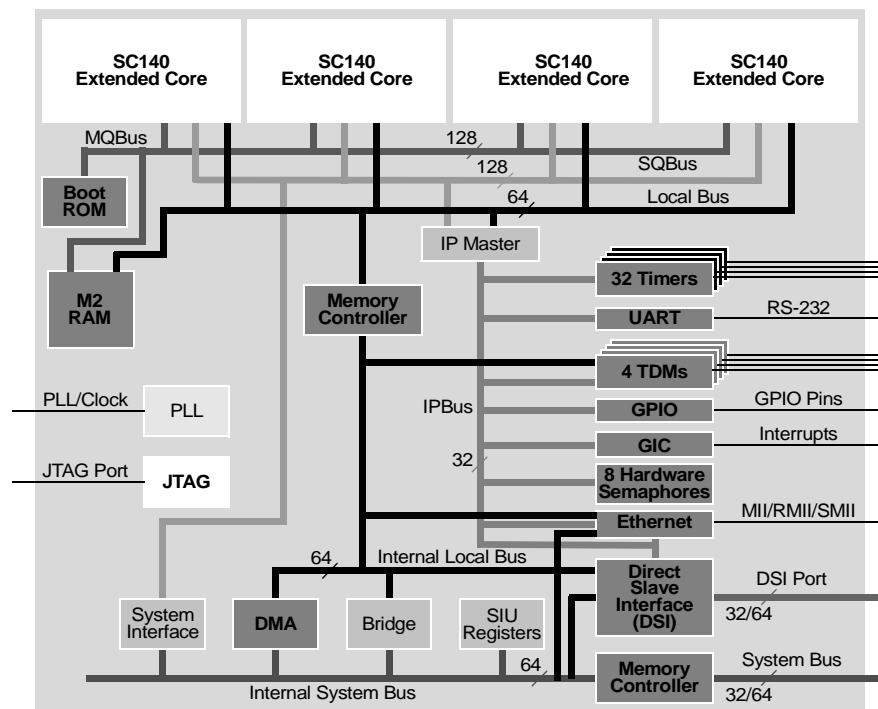 SC140
Extended Core
SC140
Extended Core
SC140
Extended Core
SC140
Extended Core
MQBus
128
128
SQBus
64
Local Bus
Boot
ROM
IP Master
M2
RAM
Memory
Controller
32 Timers
UART
RS-232
4 TDMs
PLL/Clock
PLL
IPBus
GPIO
GPIO Pins
GIC
Interrupts
32
JTAG Port
JTAG
8 Hardware
Semaphores
Ethernet
MII/RMII/SMII
64
Internal Local Bus
Direct
Slave
Interface
(DSI)
DSI Port
32/64
System
Interface
DMA
Bridge
SIU
Registers
64
Internal System Bus
Memory
Controller
System Bus
32/64